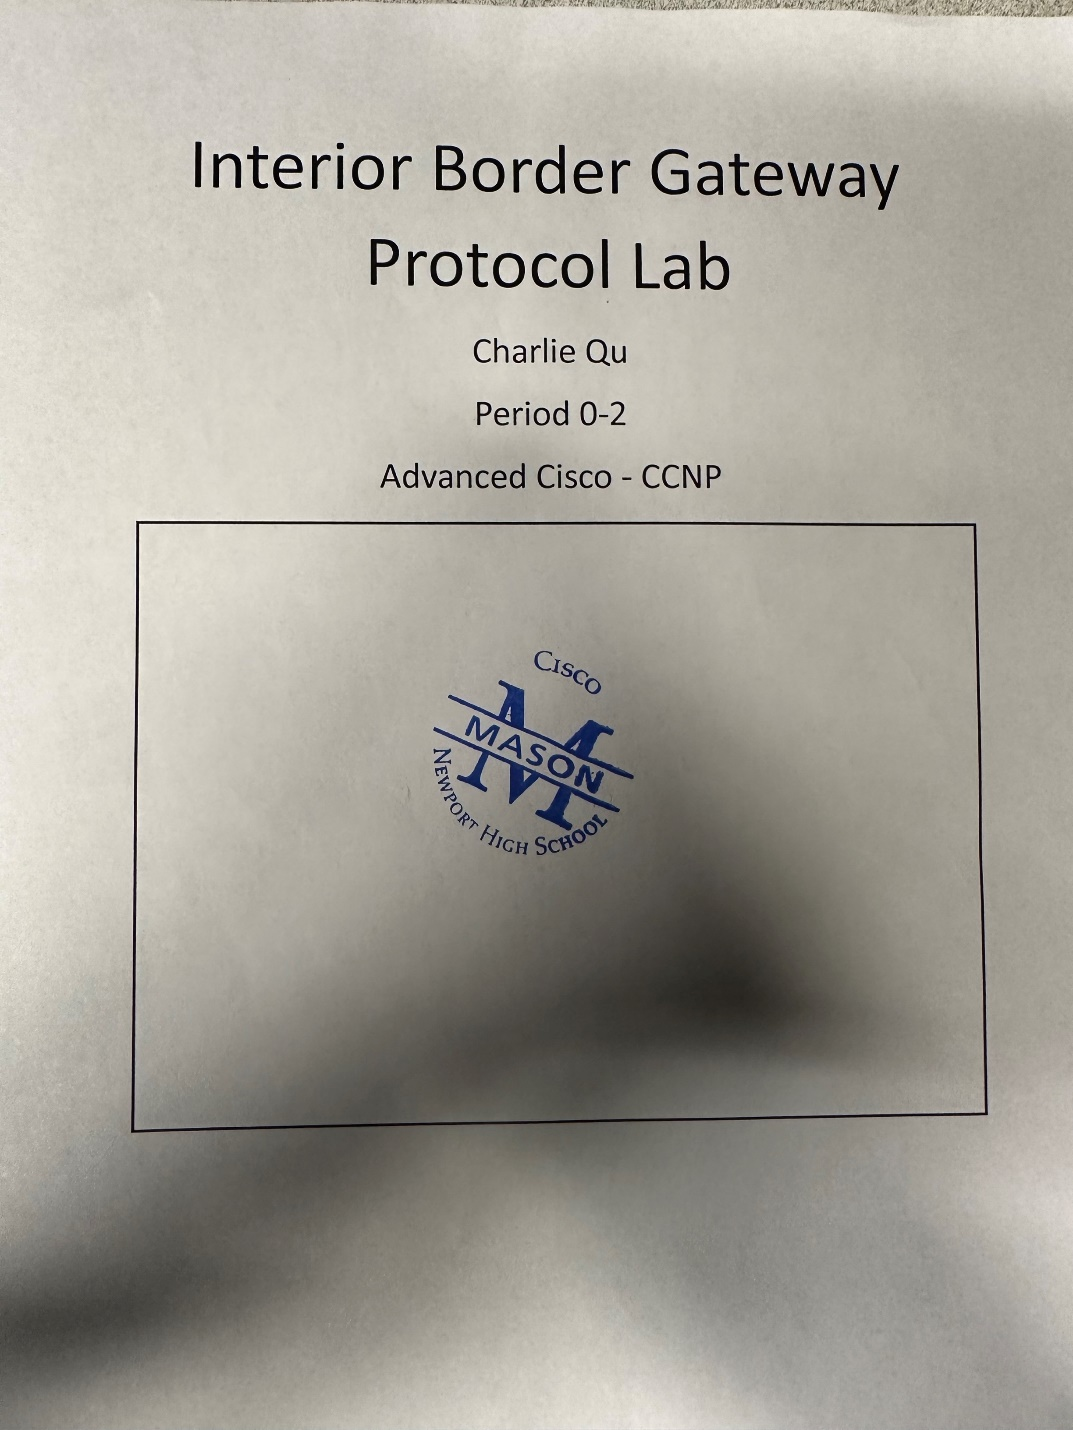 Interior Border Gateway
Protocol Lab
Charlie Qu
Period 0-2
Advanced Cisco - CCNP
CISCO
MASON
NEWPORT HIGH SCHOOL